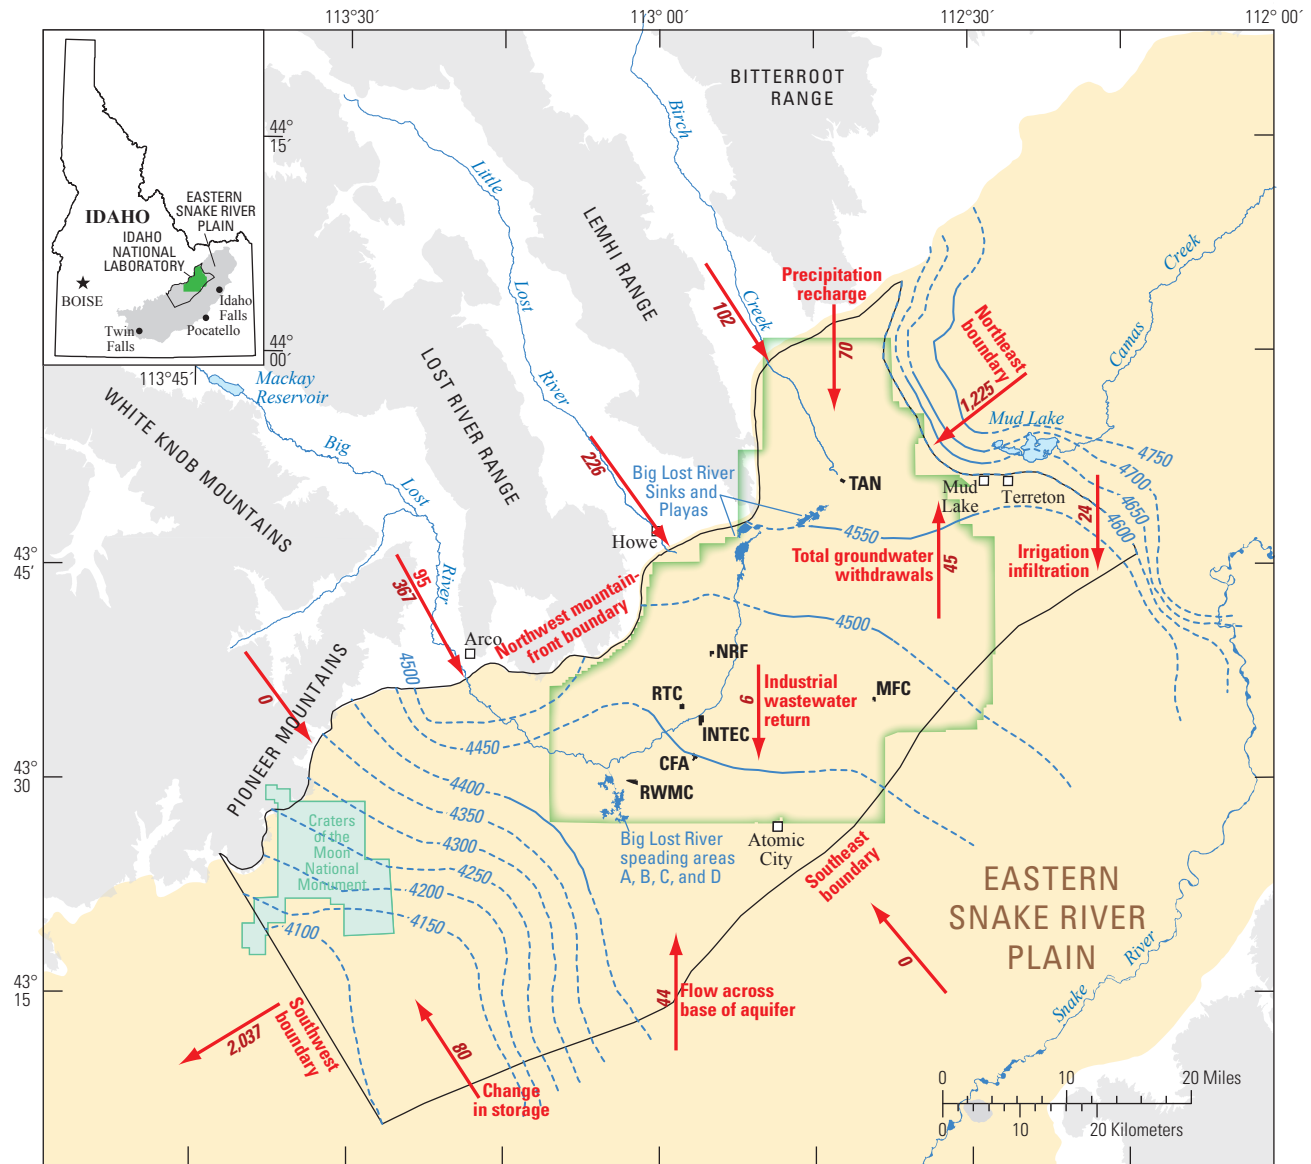 113°30´
113°00´
112°30´
112°00´
BITTERROOT
RANGE
Birch
44°
15´
Little
EASTERN
SNAKE RIVER
PLAIN
IDAHO
IDAHO
NATIONAL
LABORATORY
LEMHI RANGE
Creek
BOISE
Idaho
Falls
Twin
Falls
Pocatello
Lost
102
Creek
Precipitation
recharge
70
Northeast
boundary
Camas
44°
00´
113°45´
Mackay
Reservoir
LOST RIVER RANGE
River
1,225
WHITE KNOB MOUNTAINS
Big
Mud Lake
226
Big Lost River
Sinks and
Playas
4750
4700
4650
4600
Lost
TAN
Mud
Lake
Terreton
24
Howe
4550
43°
45´
Total groundwater
withdrawals
45
Irrigation
infiltration
95
367
River
Northwest mountain-
front boundary
Arco
4500
4500
NRF
PIONEER MOUNTAINS
0
RTC
6
Industrial
wastewater
return
MFC
INTEC
4450
CFA
43°
30´
4400
RWMC
4350
Craters
of the
Moon
National
Monument
4300
Big Lost River
speading areas
A, B, C, and D
Atomic
City
4250
Southeast
boundary
4200
EASTERN
SNAKE RIVER
PLAIN
4150
4100
River
0
43°
15´
44
Flow across
base of aquifer
Snake
Southwest
boundary
2,037
80
Change
in storage
0
10
20 Miles
0
10
20 Kilometers